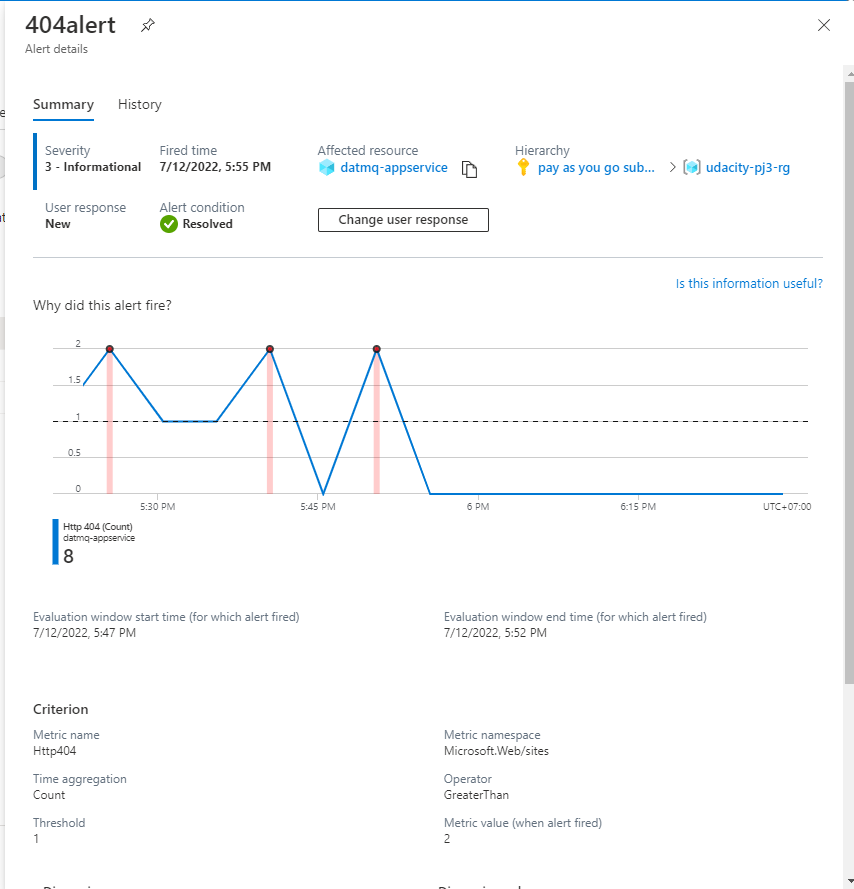 404alert
Alert details
Summary History
Severity Fired time Affected resource Hierarchy
3 - Informational 7/12/2022, 5:55 PM datmq-appservice pay as you go sub... > udacity-pj3-rg
User response Alert condition
New Resolved Change user response
Is this information useful?
Why did this alert fire?
2
1.5
1
0.5
0
5:30 PM 5:45 PM 6 PM 6:15 PM UTC+07:00
Http 404 (Count)
datmq-appservice
8
Evaluation window start time (for which alert fired) Evaluation window end time (for which alert fired)
7/12/2022, 5:47 PM 7/12/2022, 5:52 PM
Criterion
Metric name Metric namespace
Http404 Microsoft.Web/sites
Time aggregation Operator
Count GreaterThan
Threshold Metric value (when alert fired)
1 2